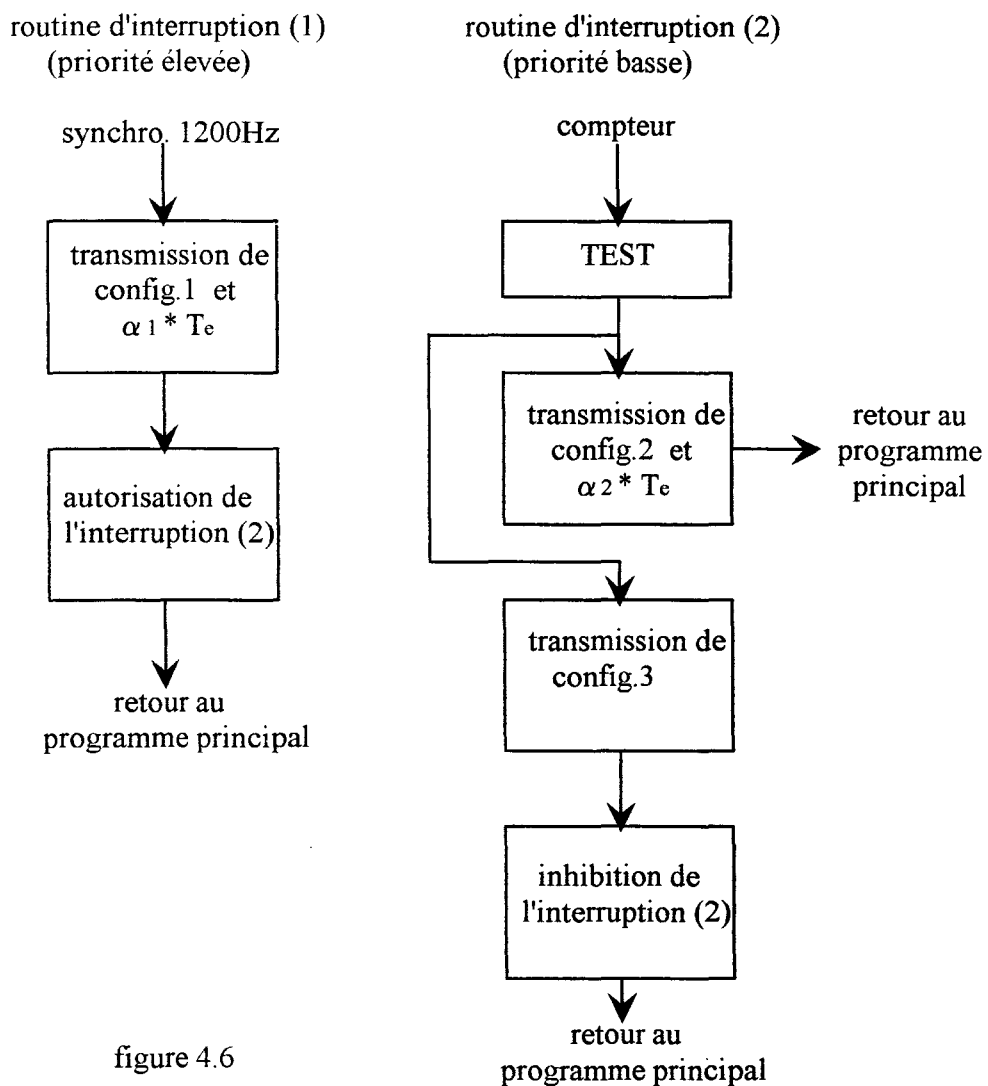 routine d'interruption (1)
(priorité élevée)
synchro. 1200Hz
transmission de
config.1 et
α1 * Te
autorisation de
l'interruption (2)
retour au
programme principal
routine d'interruption (2)
(priorité basse)
compteur
TEST
transmission de
config.2 et
α2 * Te
retour au
programme
principal
transmission de
config.3
inhibition de
l'interruption (2)
retour au
programme principal
figure 4.6